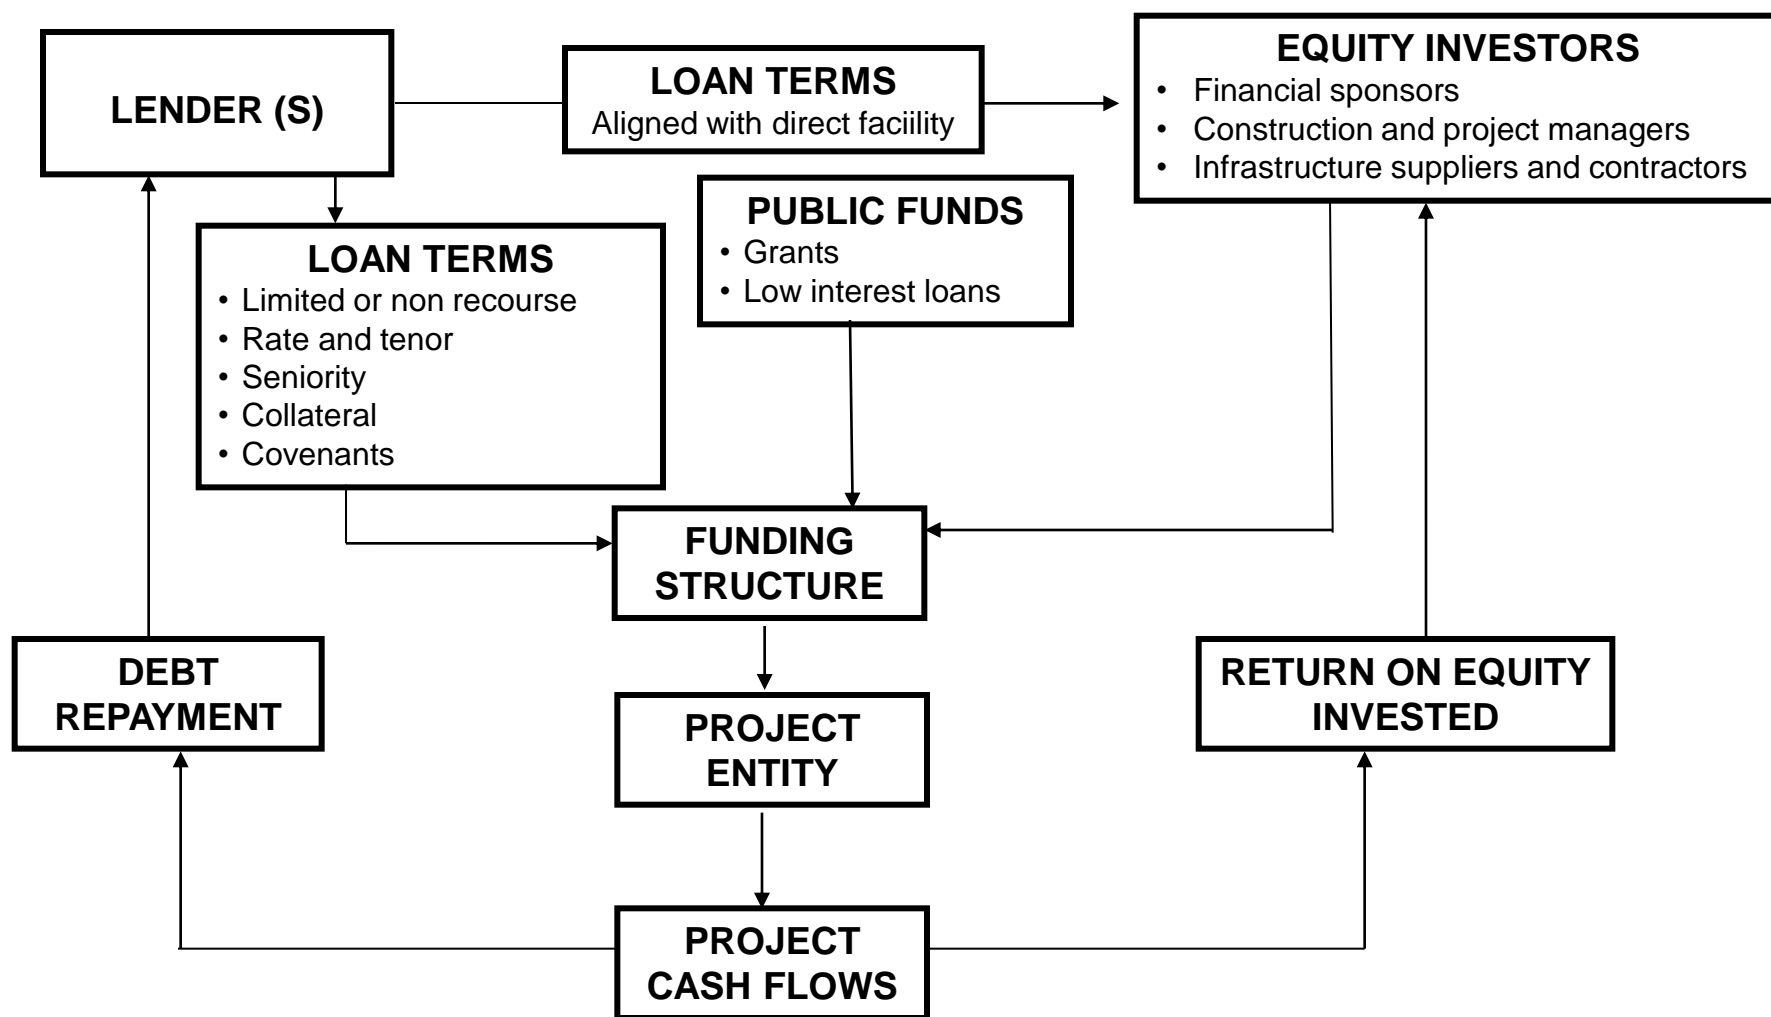 LENDER (S)
LOAN TERMS
Aligned with direct faciility
EQUITY INVESTORS
• Financial sponsors
• Construction and project managers
• Infrastructure suppliers and contractors
PUBLIC FUNDS
• Grants
• Low interest loans
LOAN TERMS
• Limited or non recourse
• Rate and tenor
• Seniority
• Collateral
• Covenants
FUNDING
STRUCTURE
DEBT
REPAYMENT
RETURN ON EQUITY
INVESTED
PROJECT
ENTITY
PROJECT
CASH FLOWS